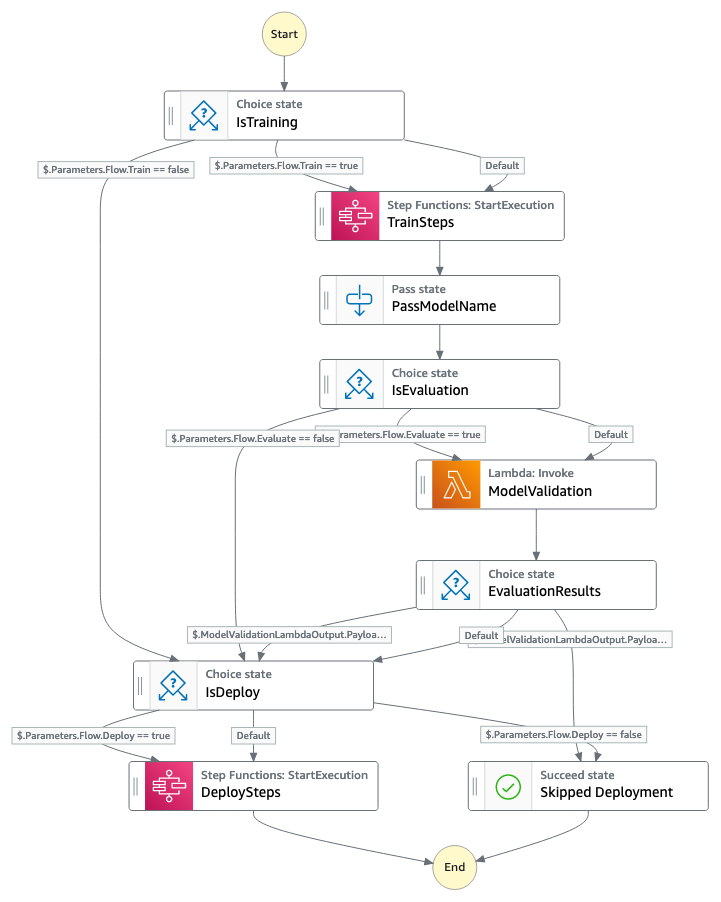 Start
Choice state
IsTraining
$.Parameters.Flow.Train == false
$.Parameters.Flow.Train == true
Default
Step Functions: StartExecution
TrainSteps
Pass state
PassModelName
Choice state
IsEvaluation
$.Parameters.Flow.Evaluate == false
rameters.Flow.Evaluate == true
Default
Lambda: Invoke
ModelValidation
Choice state
EvaluationResults
$.ModelValidationLambdaOutput.Payloa...
Default
elValidationLambdaOutput.Payloa...
Choice state
IsDeploy
$.Parameters.Flow.Deploy == true
Default
$.Parameters.Flow.Deploy == false
Step Functions: StartExecution
DeploySteps
Succeed state
Skipped Deployment
End